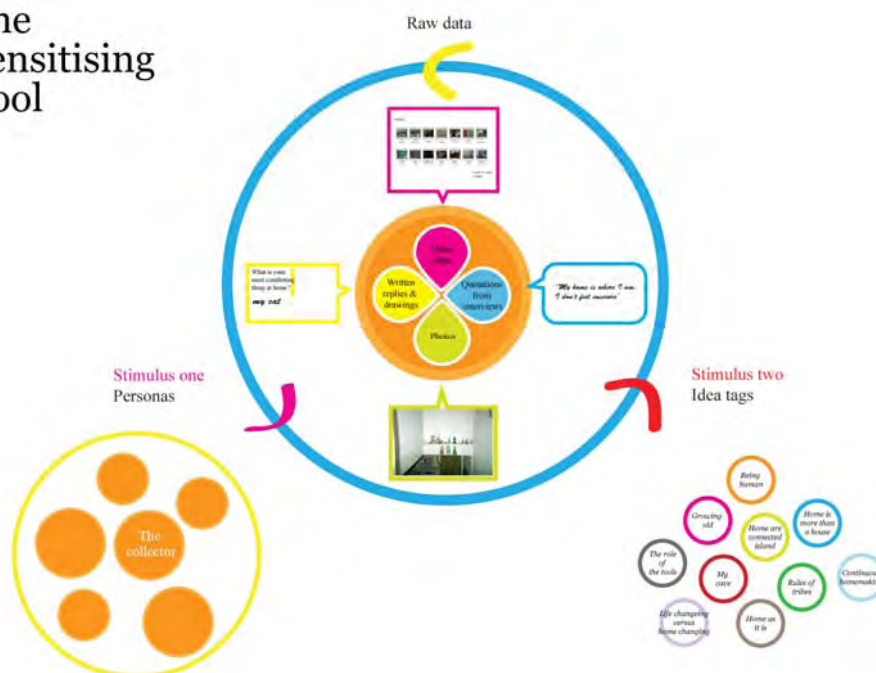 he
ensitising
ool
Raw data
What is your
most comforting
thing at home?
my cat
Written
replies &
drawings
Quotations
from
interviews
Photos
"My home is where I am.
I don't feel insecure"
Stimulus one
Personas
Stimulus two
Idea tags
The
collector
Being
human
Growing
old
Home are
connected
island
Home is
more than
a house
The role
of the tools
My
cave
Rules of
tribes
Continuous
homemaking
Life changeing
versus
home changing
Home as
it is